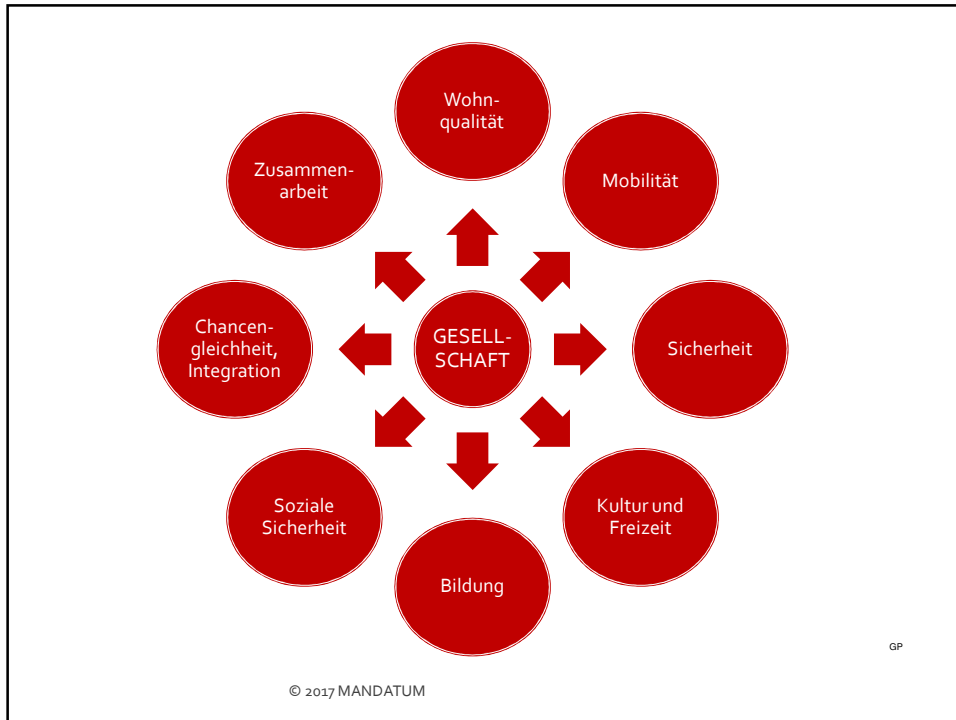 Wohn-
qualität
Zusammen-
arbeit
Mobilität
Chancen-
gleichheit,
Integration
GESELL-
SCHAFT
Sicherheit
Soziale
Sicherheit
Kultur und
Freizeit
Bildung
GP
© 2017 MANDATUM